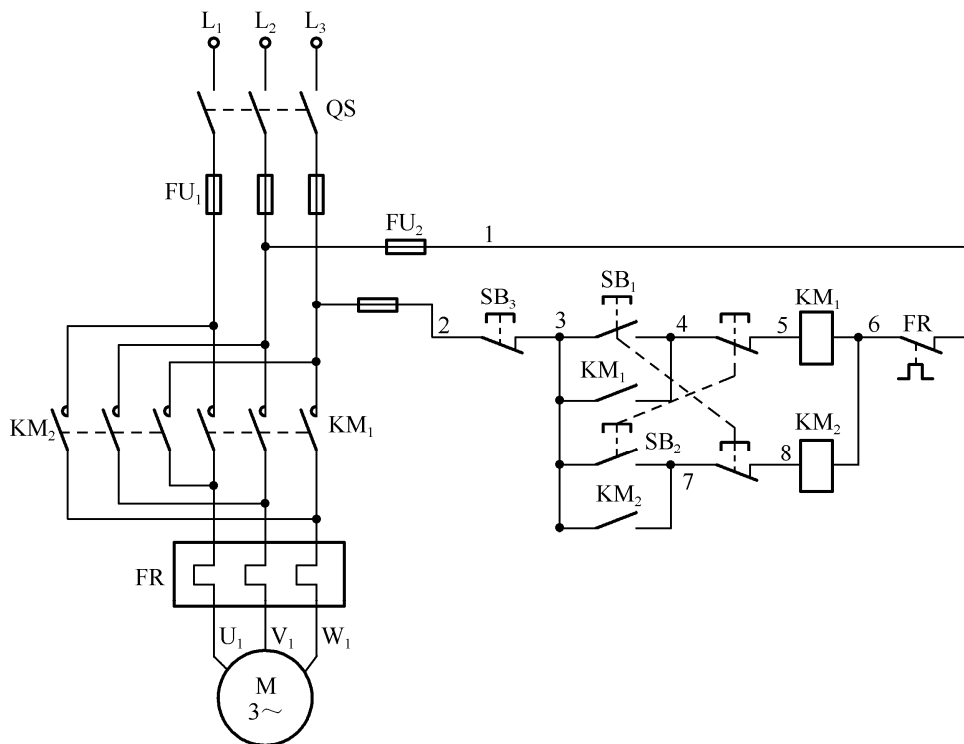 L₁ L₂ L₃
QS
FU₁
FU₂
1
SB₃
SB₁
KM₁
2
3
4
5
6
FR
KM₁
KM₂
KM₁
SB₂
KM₂
7
8
KM₂
FR
U₁ V₁ W₁
M
3～